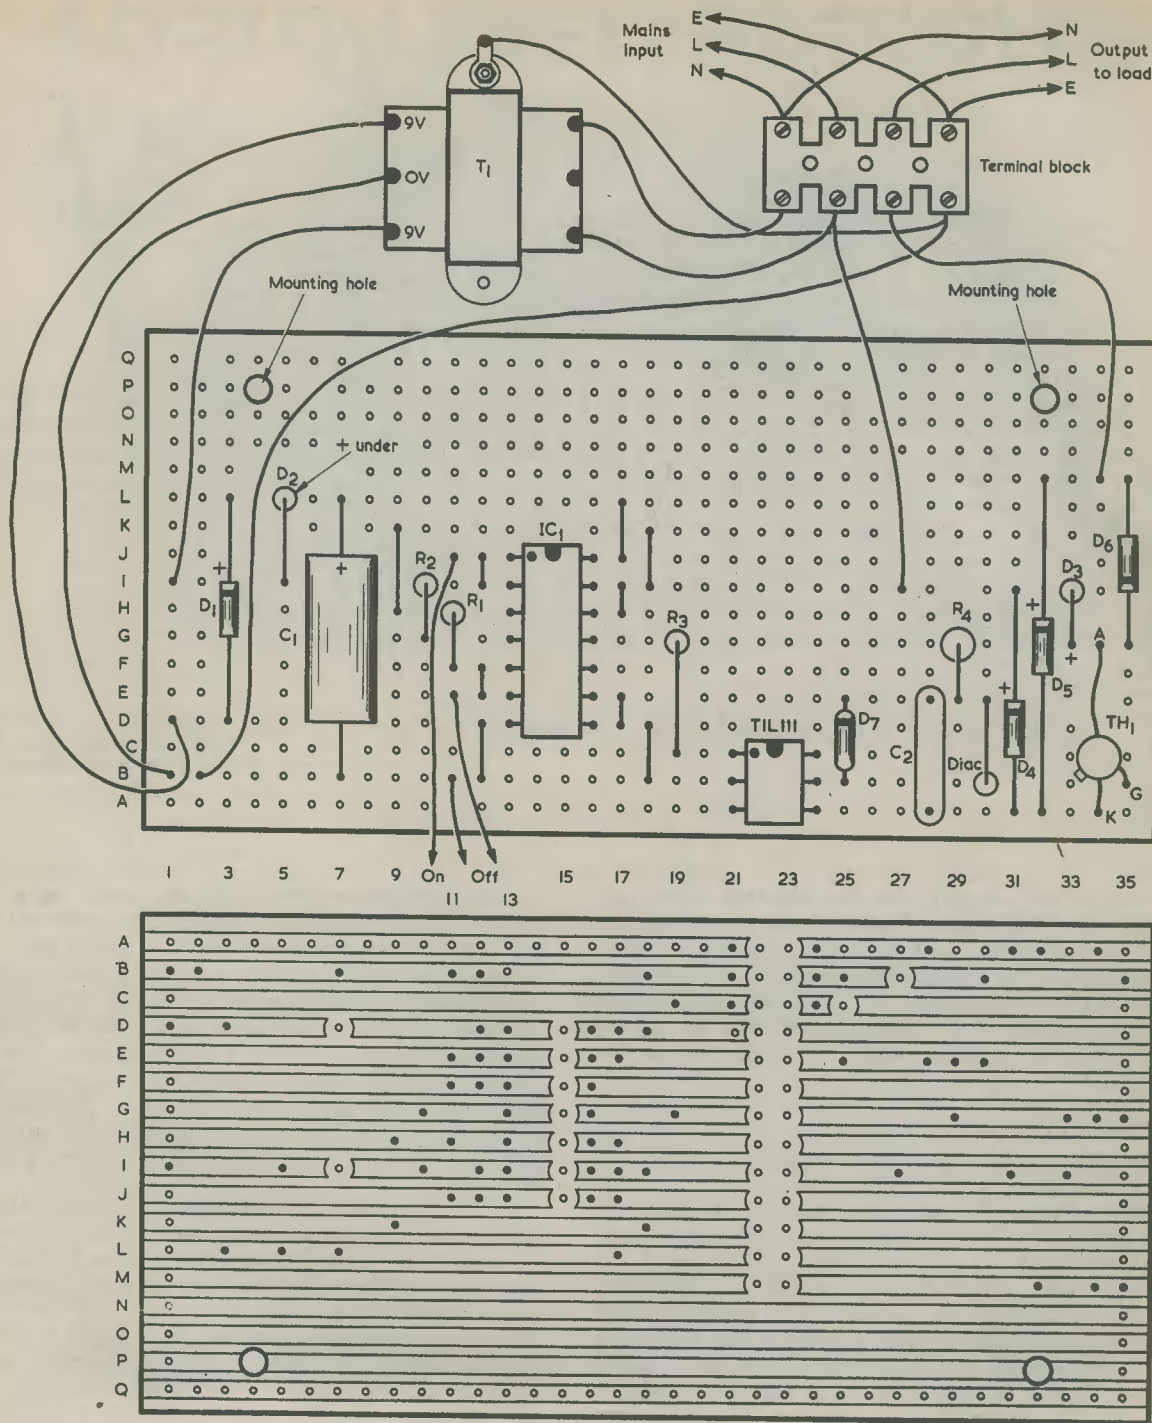 Mains input
E
L
N
N
L
E
Output to load
9V
0V
9V
T1
Terminal block
Mounting hole
Mounting hole
Q
P
O
N
M
L
K
J
I
H
G
F
E
D
C
B
A
+ under
D2
+
D1
+
C1
R2
R1
IC1
R3
TIL111
D7
C2
R4
Diac
+
D4
+
D5
D3
+
D6
A
TH1
G
K
On
Off
1 3 5 7 9 11 13 15 17 19 21 23 25 27 29 31 33 35
A
B
C
D
E
F
G
H
I
J
K
L
M
N
O
P
Q